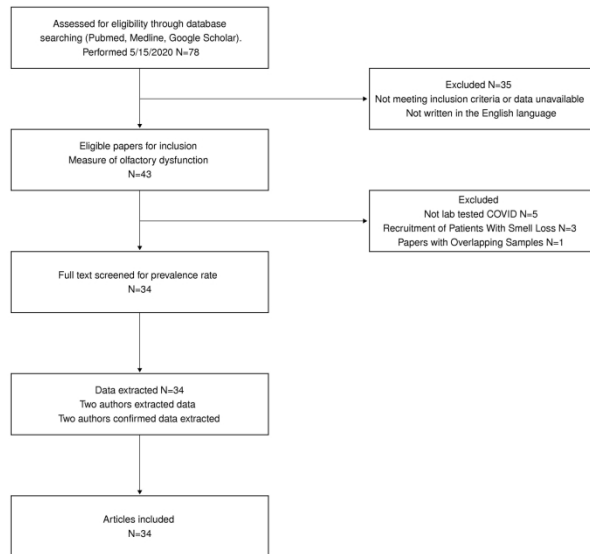 Assessed for eligibility through database
searching (Pubmed, Medline, Google Scholar).
Performed 5/15/2020 N=78
Excluded N=35
Not meeting inclusion criteria or data unavailable
Not written in the English language
Eligible papers for inclusion
Measure of olfactory dysfunction
N=43
Excluded
Not lab tested COVID N=5
Recruitment of Patients With Smell Loss N=3
Papers with Overlapping Samples N=1
Full text screened for prevalence rate
N=34
Data extracted N=34
Two authors extracted data
Two authors confirmed data extracted
Articles included
N=34